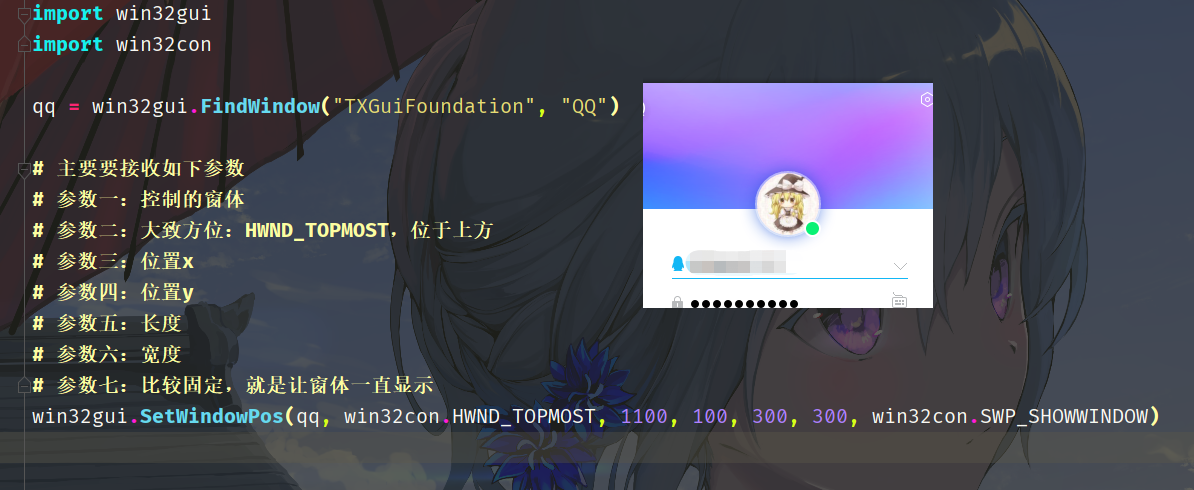 import win32gui
import win32con
qq = win32gui.FindWindow("TXGuiFoundation", "QQ")
# 主要要接收如下参数
# 参数一：控制的窗体
# 参数二：大致方位：HWND_TOPMOST，位于上方
# 参数三：位置x
# 参数四：位置y
# 参数五：长度
# 参数六：宽度
# 参数七：比较固定，就是让窗体一直显示
win32gui.SetWindowPos(qq, win32con.HWND_TOPMOST, 1100, 100, 300, 300, win32con.SWP_SHOWWINDOW)